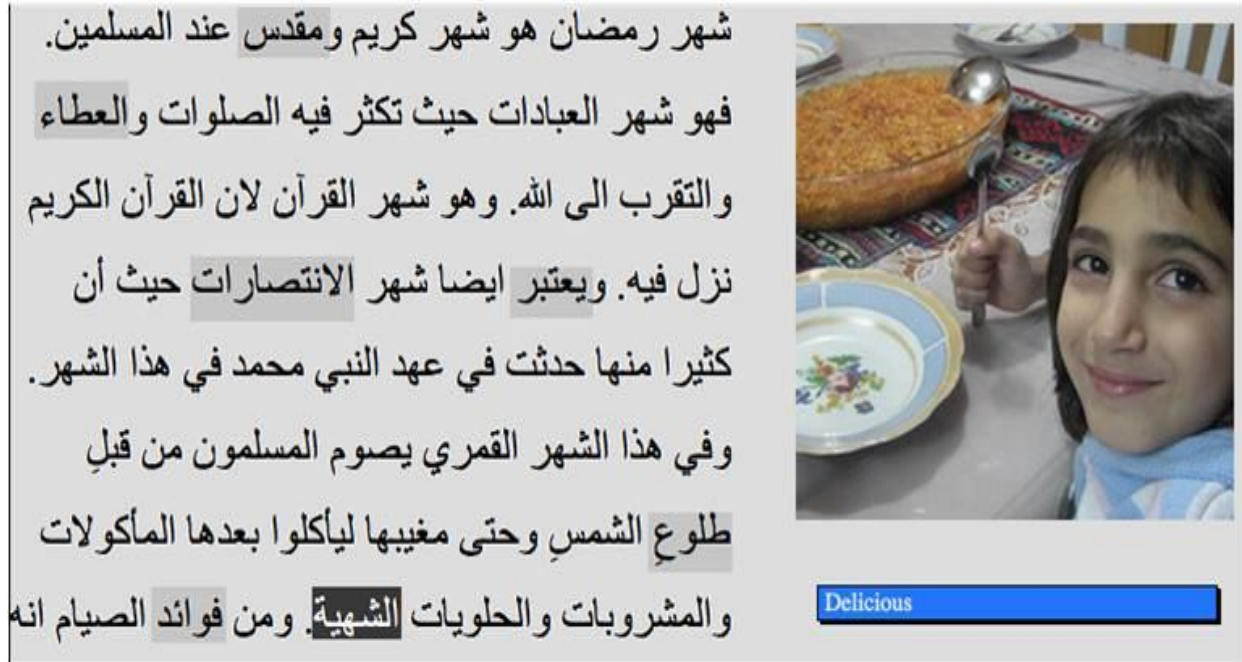 شهر رمضان هو شهر كريم ومقدس عند المسلمين.
فهو شهر العبادات حيث تكثر فيه الصلوات والعطاء
والتقرب الى الله. وهو شهر القرآن لان القرآن الكريم
نزل فيه. ويعتبر ايضا شهر الانتصارات حيث أن
كثيرا منها حدثت في عهد النبي محمد في هذا الشهر.
وفي هذا الشهر القمري يصوم المسلمون من قبلِ
طلوعِ الشمسِ وحتى مغيبها ليأكلوا بعدها المأكولات
والمشروبات والحلويات الشهية. ومن فوائد الصيام انه
Delicious